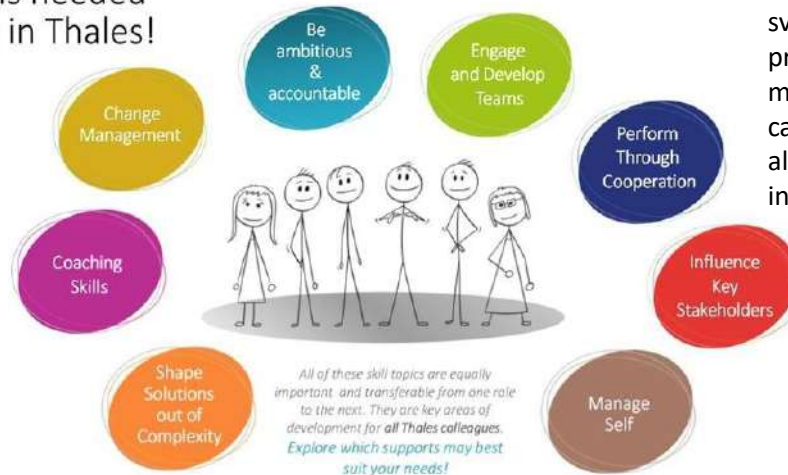 in Thales!
Be
ambitious
&
accountable
Engage
and Develop
Teams
Change
Management
Perform
Through
Cooperation
Coaching
Skills
Influence
Key
Stakeholders
Shape
Solutions
out of
Complexity
All of these skill topics are equally
important and transferable from one role
to the next. They are key areas of
development for all Thales colleagues.
Explore which supports may best
suit your needs!
Manage
Self